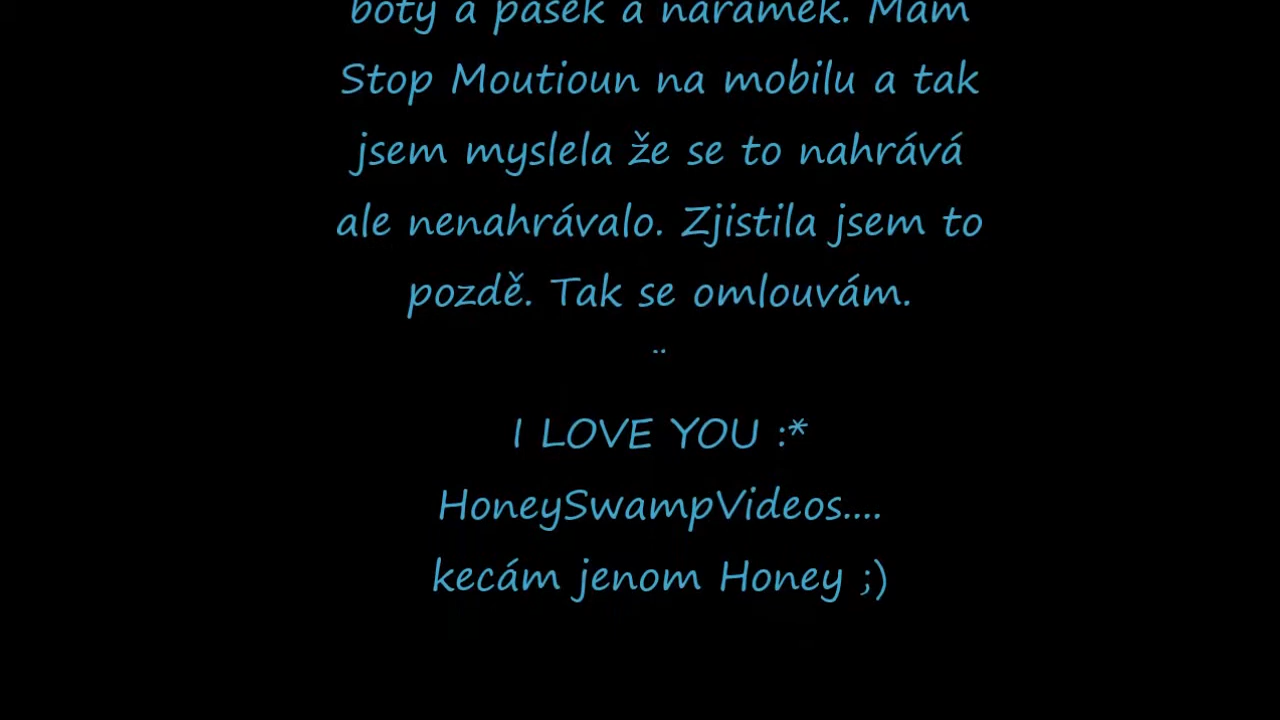 boty a pásek a náramek. Mám
Stop Moutioun na mobilu a tak
jsem myslela že se to nahrává
ale nenahrávalo. Zjistila jsem to
pozdě. Tak se omlouvám.
¨
I LOVE YOU :*
HoneySwampVideos....
kecám jenom Honey ;)